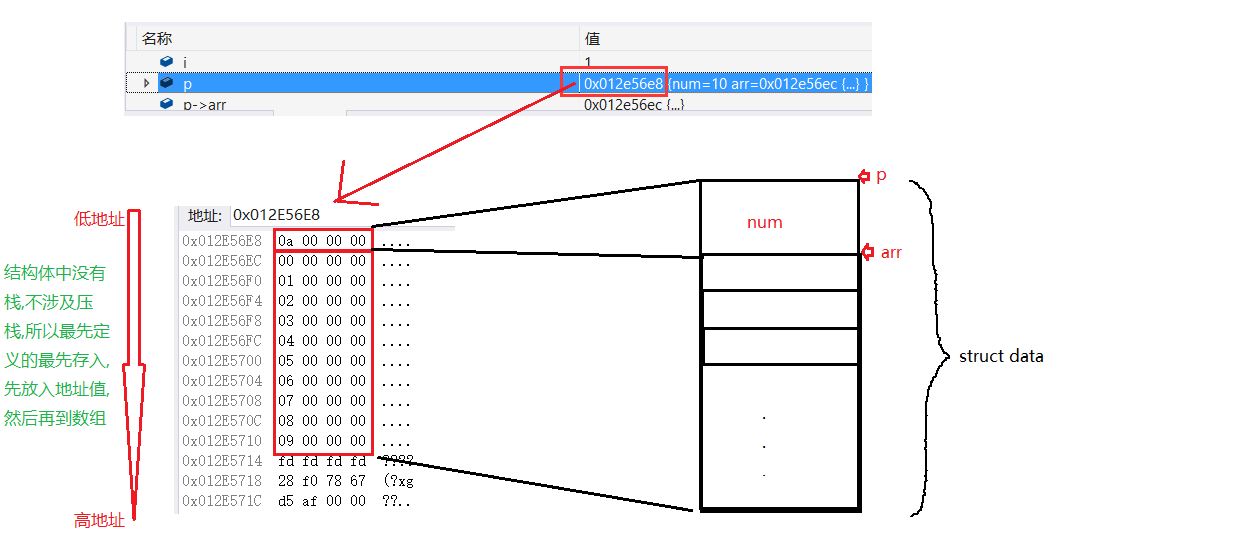 名称 值
i 1
p 0x012e56e8 {num=10 arr=0x012e56ec {...} }
p->arr 0x012e56ec {...}
p
低地址
地址: 0x012E56E8
num
0x012E56E8 0a 00 00 00 ....
arr
0x012E56EC 00 00 00 00 ....
结构体中没有
0x012E56F0 01 00 00 00 ....
栈,不涉及压
0x012E56F4 02 00 00 00 ....
0x012E56F8 03 00 00 00 ....
栈,所以最先定
0x012E56FC 04 00 00 00 ....
义的最先存入,
0x012E5700 05 00 00 00 ....
struct data
0x012E5704 06 00 00 00 ....
先放入地址值,
0x012E5708 07 00 00 00 ....
然后再到数组
0x012E570C 08 00 00 00 ....
0x012E5710 09 00 00 00 ....
0x012E5714 fd fd fd fd ????
0x012E5718 28 f0 78 67 (?xg
0x012E571C d5 af 00 00 ??..
高地址